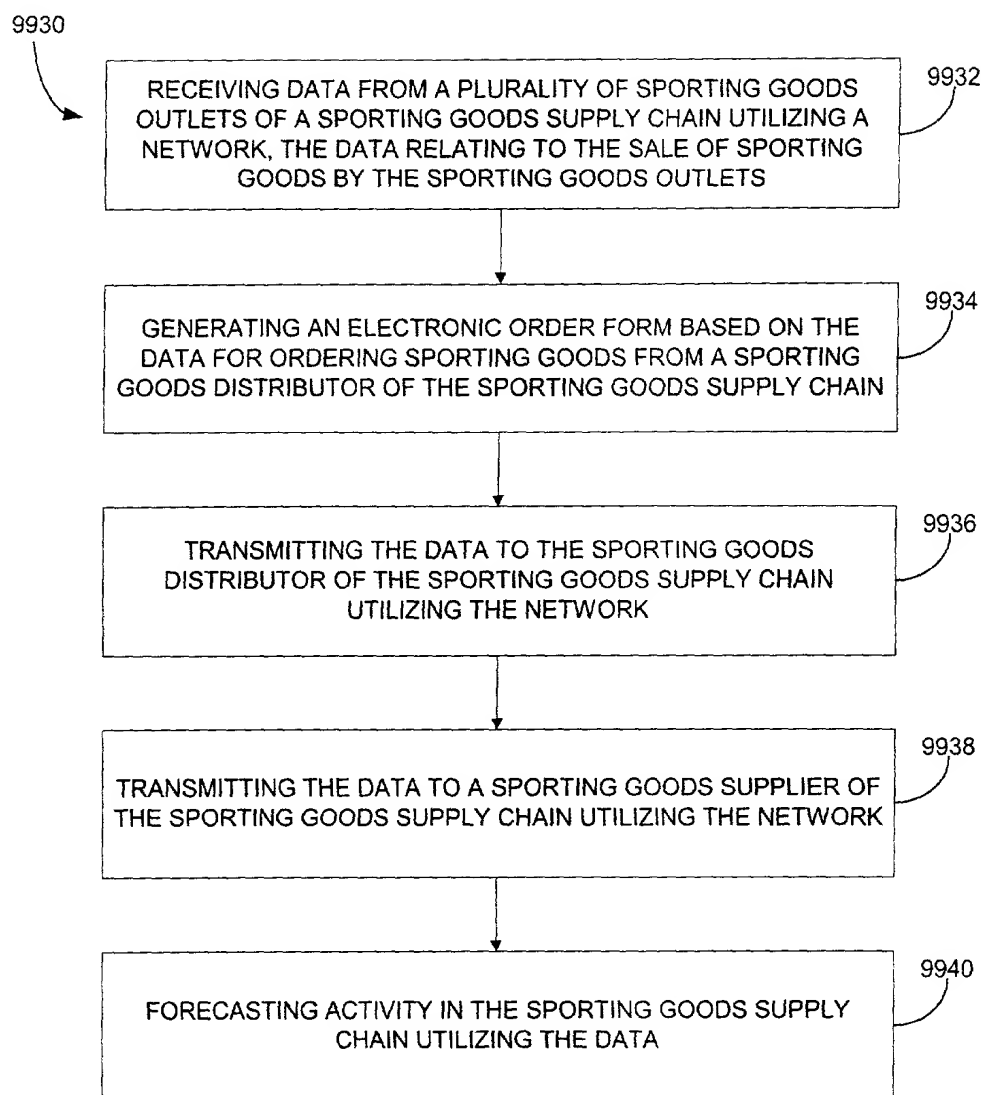 9930
9932
RECEIVING DATA FROM A PLURALITY OF SPORTING GOODS
OUTLETS OF A SPORTING GOODS SUPPLY CHAIN UTILIZING A
NETWORK, THE DATA RELATING TO THE SALE OF SPORTING
GOODS BY THE SPORTING GOODS OUTLETS
9934
GENERATING AN ELECTRONIC ORDER FORM BASED ON THE
DATA FOR ORDERING SPORTING GOODS FROM A SPORTING
GOODS DISTRIBUTOR OF THE SPORTING GOODS SUPPLY CHAIN
9936
TRANSMITTING THE DATA TO THE SPORTING GOODS
DISTRIBUTOR OF THE SPORTING GOODS SUPPLY CHAIN
UTILIZING THE NETWORK
9938
TRANSMITTING THE DATA TO A SPORTING GOODS SUPPLIER OF
THE SPORTING GOODS SUPPLY CHAIN UTILIZING THE NETWORK
9940
FORECASTING ACTIVITY IN THE SPORTING GOODS SUPPLY
CHAIN UTILIZING THE DATA